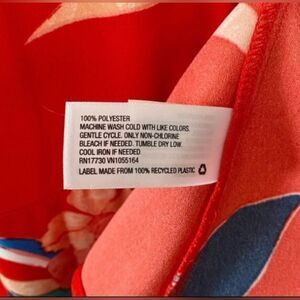 100% POLYESTER
MACHINE WASH COLD WITH LIKE COLORS.
GENTLE CYCLE. ONLY NON-CHLORINE
BLEACH IF NEEDED. TUMBLE DRY LOW.
COOL IRON IF NEEDED.
RN17730 VN1055164
LABEL MADE FROM 100% RECYCLED PLASTIC